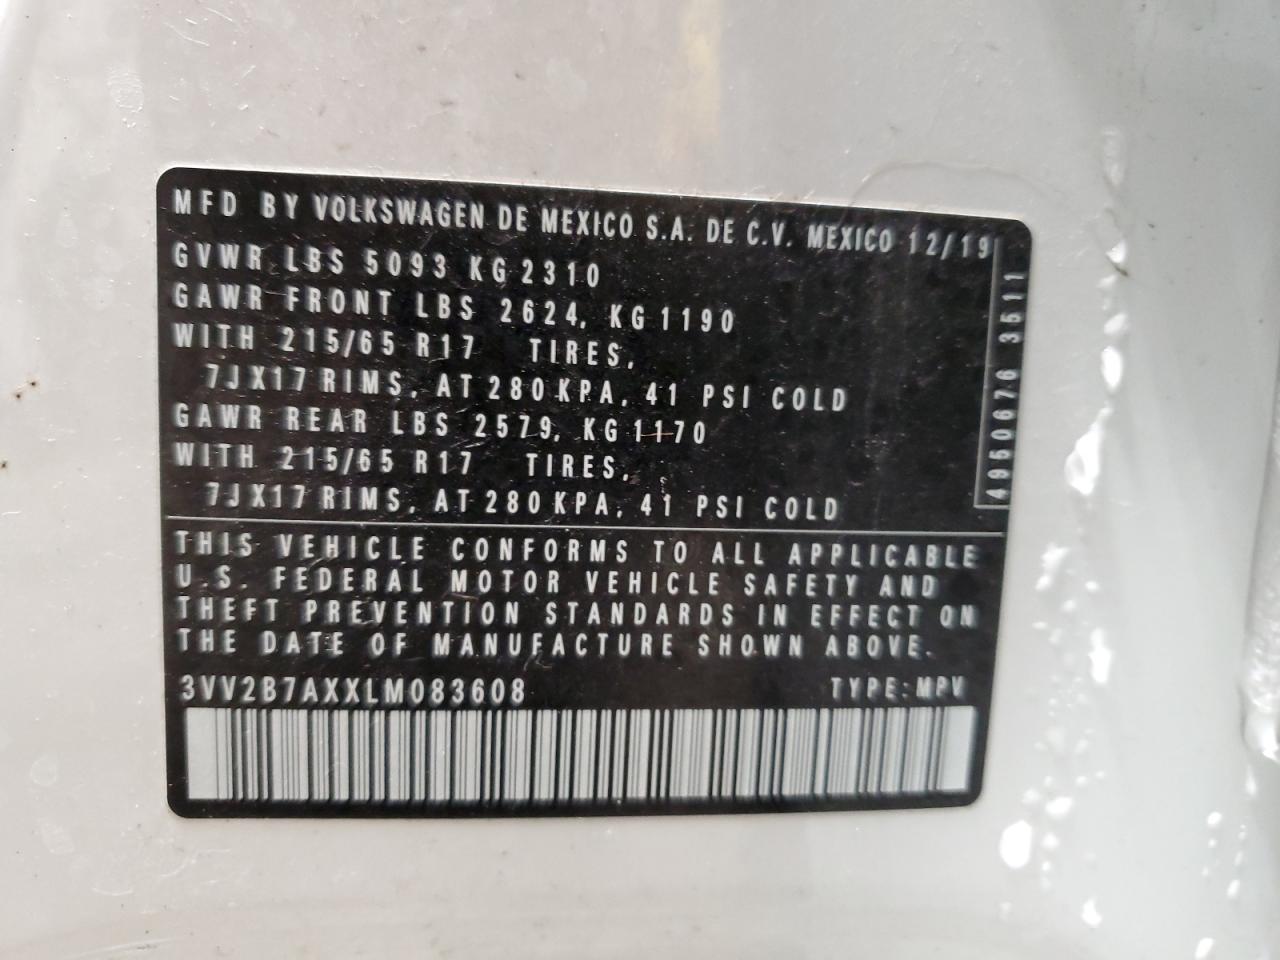 MFD BY VOLKSWAGEN DE MEXICO S.A. DE C.V. MEXICO 12/19
GVWR LBS 5093 KG 2310
GAWR FRONT LBS 2624, KG 1190
WITH 215/65 R17 TIRES,
7JX17 RIMS, AT 280 KPA, 41 PSI COLD
GAWR REAR LBS 2579, KG 1170
WITH 215/65 R17 TIRES,
7JX17 RIMS, AT 280 KPA, 41 PSI COLD
4950676 3511
THIS VEHICLE CONFORMS TO ALL APPLICABLE
U.S. FEDERAL MOTOR VEHICLE SAFETY AND
THEFT PREVENTION STANDARDS IN EFFECT ON
THE DATE OF MANUFACTURE SHOWN ABOVE.
3VV2B7AXXLM083608 TYPE: MPV